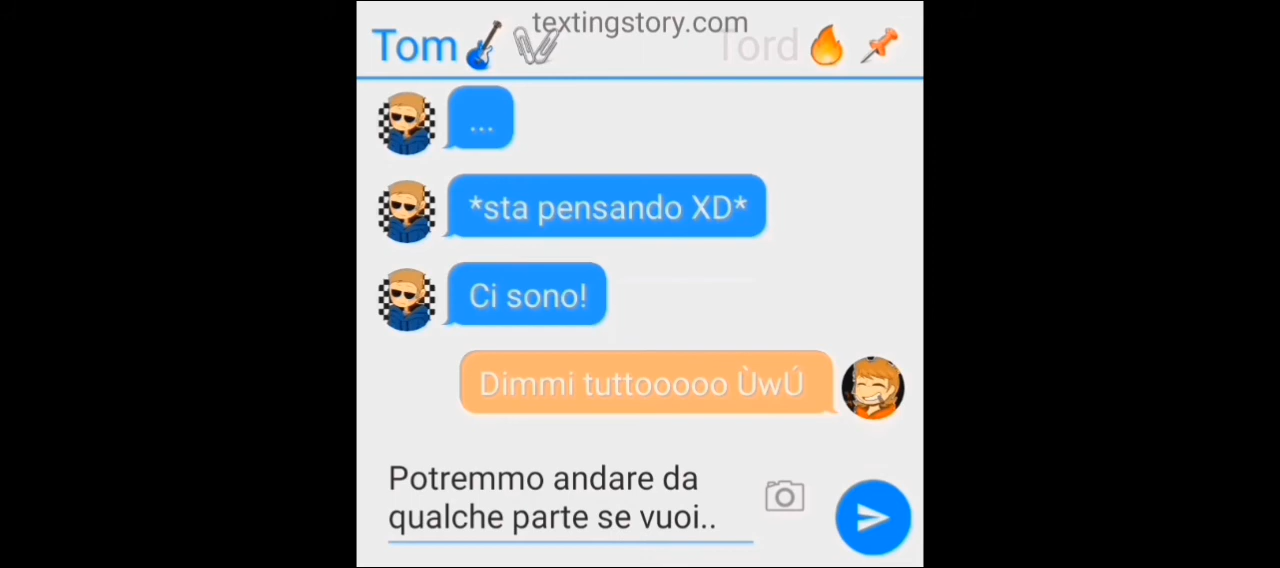 textingstory.com
Tom🎸🖇️ Tord🔥📌
...
*sta pensando XD*
Ci sono!
Dimmi tuttooooo ÙwÚ
Potremmo andare da
qualche parte se vuoi..